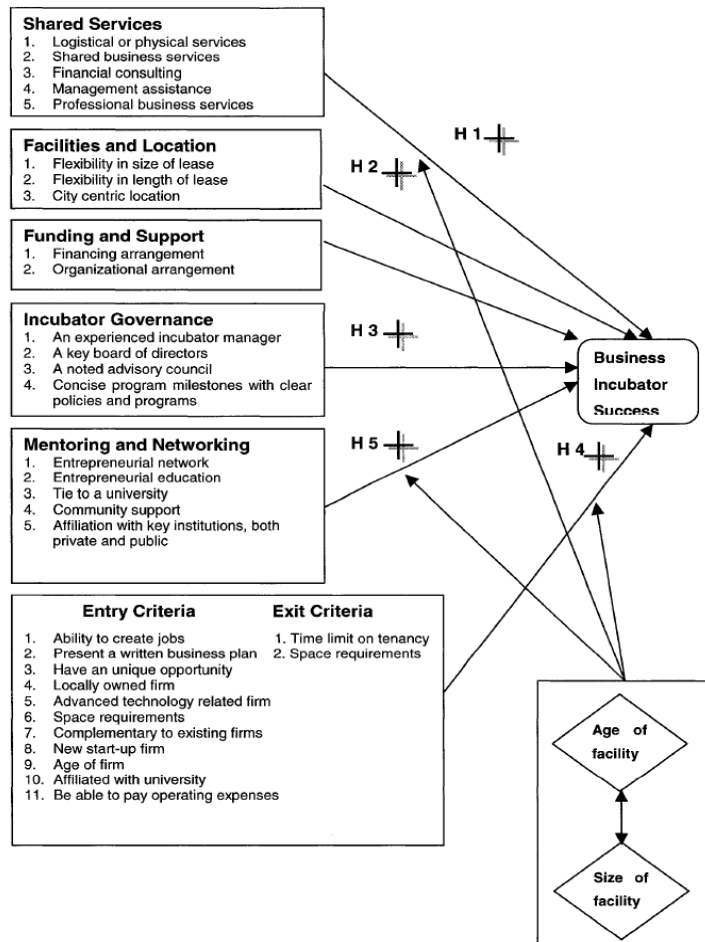 Shared Services
1. Logistical or physical services
2. Shared business services
3. Financial consulting
4. Management assistance
5. Professional business services
H 1
H 2
Facilities and Location
1. Flexibility in size of lease
2. Flexibility in length of lease
3. City centric location
Funding and Support
1. Financing arrangement
2. Organizational arrangement
Incubator Governance
1. An experienced incubator manager
2. A key board of directors
3. A noted advisory council
4. Concise program milestones with clear
policies and programs
H 3
Business
Incubator
Success
Mentoring and Networking
1. Entrepreneurial network
2. Entrepreneurial education
3. Tie to a university
4. Community support
5. Affiliation with key institutions, both
private and public
H 5
H 4
Entry Criteria
1. Ability to create jobs
2. Present a written business plan
3. Have an unique opportunity
4. Locally owned firm
5. Advanced technology related firm
6. Space requirements
7. Complementary to existing firms
8. New start-up firm
9. Age of firm
10. Affiliated with university
11. Be able to pay operating expenses
Exit Criteria
1. Time limit on tenancy
2. Space requirements
Age of
facility
Size of
facility